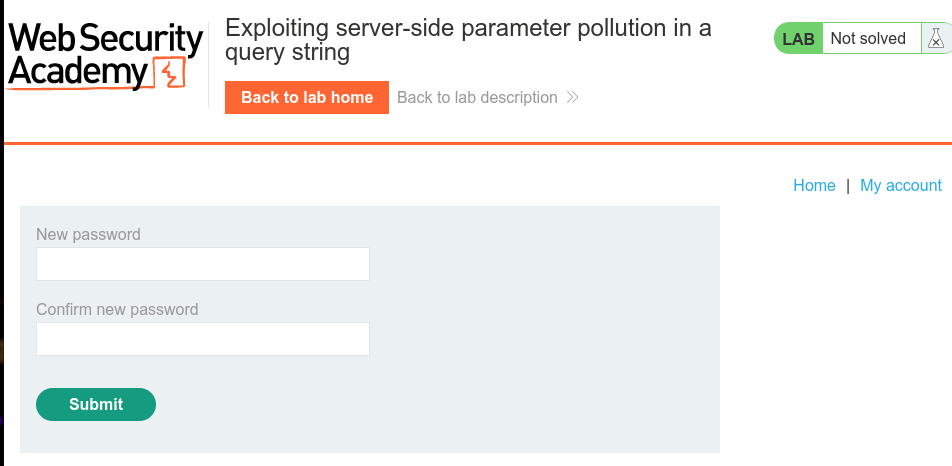 Web Security
Academy
Exploiting server-side parameter pollution in a
query string
Back to lab home
Back to lab description
LAB
Not solved
Home | My account
New password
Confirm new password
Submit